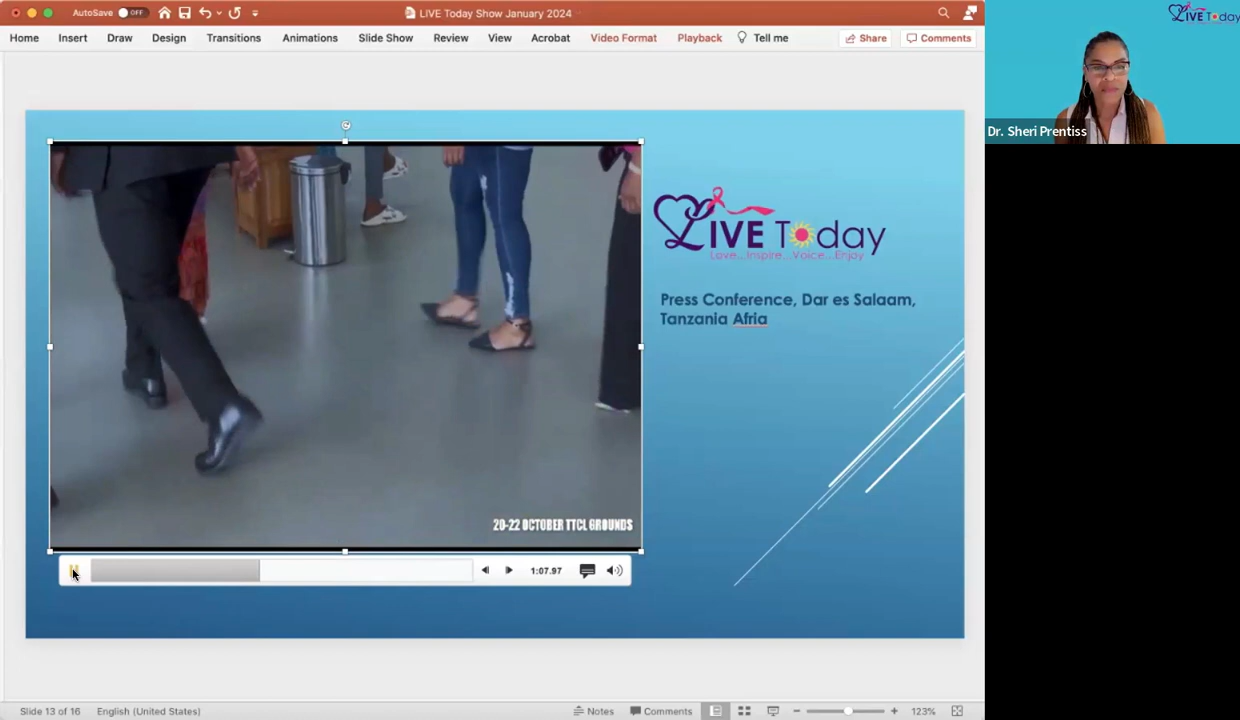 AutoSave OFF
LIVE Today Show January 2024
Home Insert Draw Design Transitions Animations Slide Show Review View Acrobat Video Format Playback Tell me Share Comments
LIVE Today
Dr. Sheri Prentiss
LIVE Today
Love...Inspire...Voice...Enjoy
Press Conference, Dar es Salaam,
Tanzania Afria
20-22 OCTOBER TTCL GROUNDS
1:07.97
Slide 13 of 16 English (United States) Notes Comments 123%